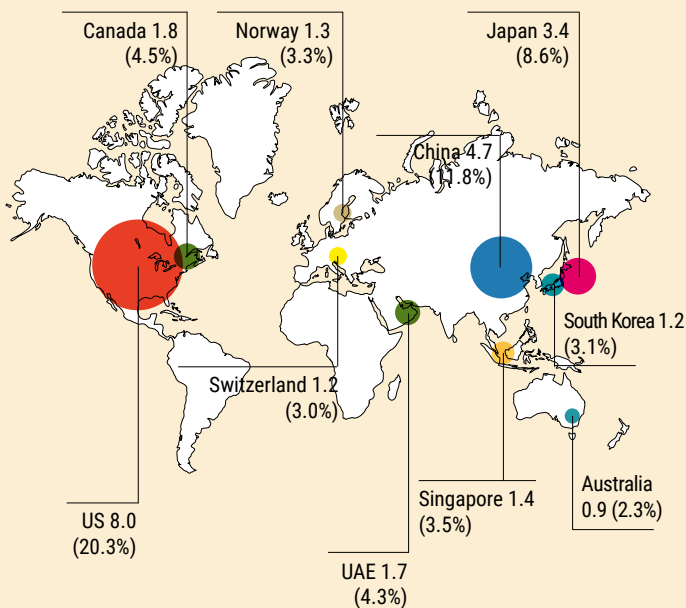 Canada 1.8
(4.5%)
Norway 1.3
(3.3%)
Japan 3.4
(8.6%)
China 4.7
(11.8%)
South Korea 1.2
(3.1%)
Switzerland 1.2
(3.0%)
Australia
0.9 (2.3%)
Singapore 1.4
(3.5%)
US 8.0
(20.3%)
UAE 1.7
(4.3%)